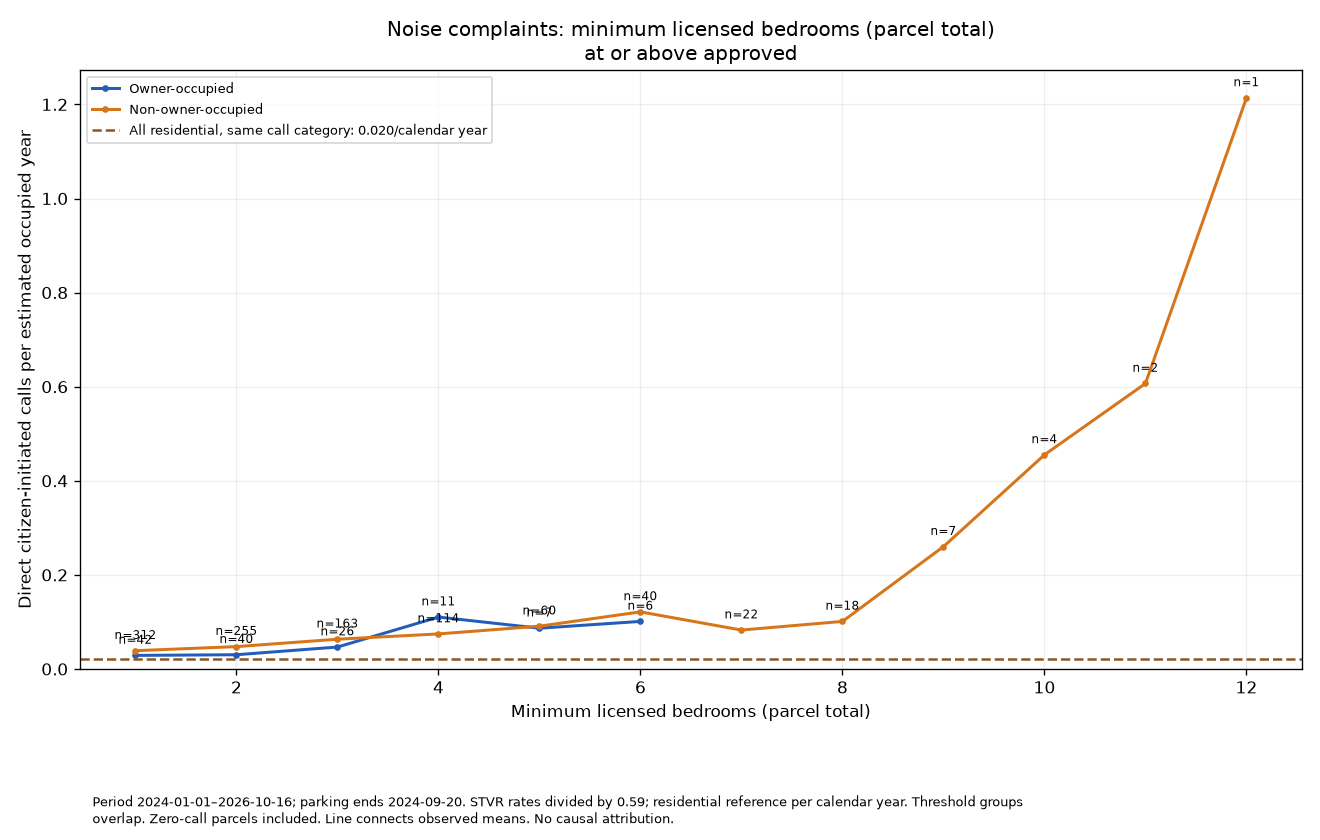 Noise complaints: minimum licensed bedrooms (parcel total)
at or above approved
Owner-occupied
Non-owner-occupied
All residential, same call category: 0.020/calendar year
Direct citizen-initiated calls per estimated occupied year
1.2
1.0
0.8
0.6
0.4
0.2
0.0
n=312
n=42
n=255
n=40
n=163
n=26
n=11
n=114
n=60
n=7
n=40
n=6
n=22
n=18
n=7
n=4
n=2
n=1
2
4
6
8
10
12
Minimum licensed bedrooms (parcel total)
Period 2024-01-01–2026-10-16; parking ends 2024-09-20. STVR rates divided by 0.59; residential reference per calendar year. Threshold groups
overlap. Zero-call parcels included. Line connects observed means. No causal attribution.